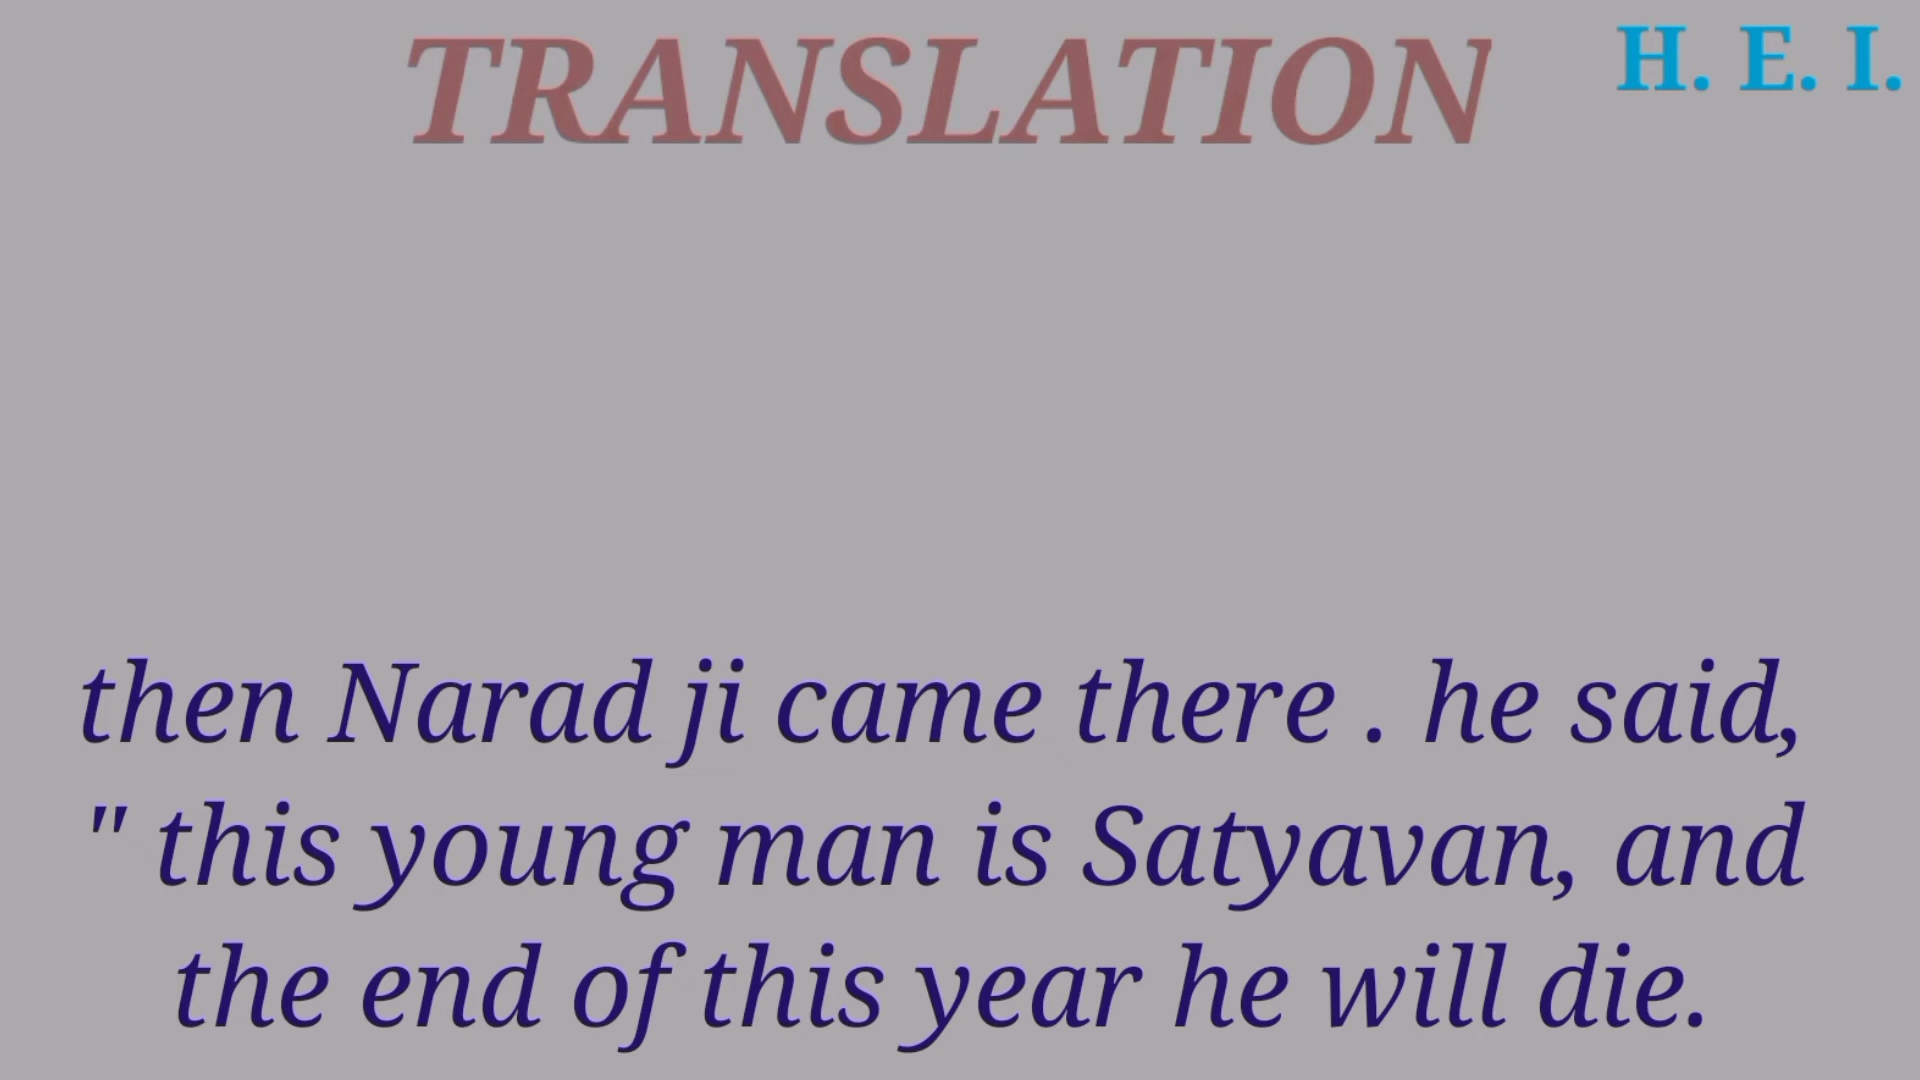 TRANSLATION
H. E. I.
then Narad ji came there . he said,
" this young man is Satyavan, and
the end of this year he will die.